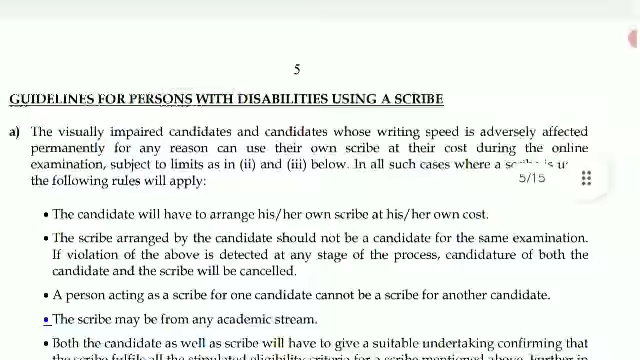 5
GUIDELINES FOR PERSONS WITH DISABILITIES USING A SCRIBE
a) The visually impaired candidates and candidates whose writing speed is adversely affected
permanently for any reason can use their own scribe at their cost during the online
examination, subject to limits as in (ii) and (iii) below. In all such cases where a scribe is
5/15
the following rules will apply:
• The candidate will have to arrange his/her own scribe at his/her own cost.
• The scribe arranged by the candidate should not be a candidate for the same examination.
If violation of the above is detected at any stage of the process, candidature of both the
candidate and the scribe will be cancelled.
• A person acting as a scribe for one candidate cannot be a scribe for another candidate.
• The scribe may be from any academic stream.
• Both the candidate as well as scribe will have to give a suitable undertaking confirming that
the scribe fulfils all the stipulated eligibility criteria for a scribe mentioned above. Further in